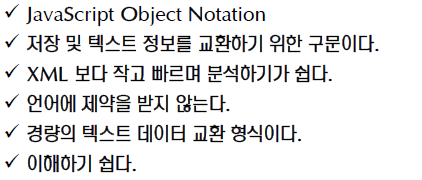 ✓ JavaScript Object Notation
✓ 저장 및 텍스트 정보를 교환하기 위한 구문이다.
✓ XML 보다 작고 빠르며 분석하기가 쉽다.
✓ 언어에 제약을 받지 않는다.
✓ 경량의 텍스트 데이터 교환 형식이다.
✓ 이해하기 쉽다.